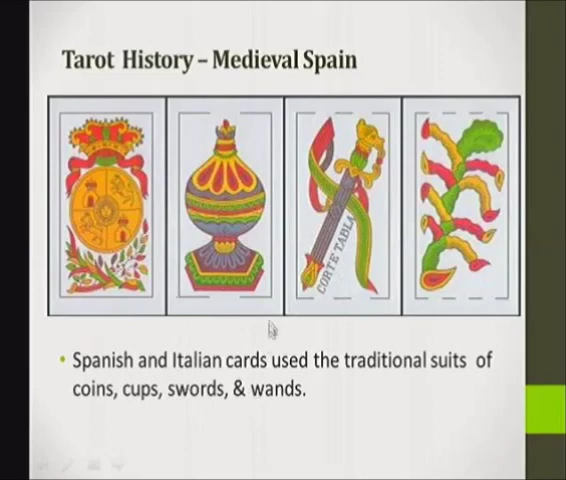 Tarot History – Medieval Spain
CORTE TABLA
• Spanish and Italian cards used the traditional suits of
coins, cups, swords, & wands.